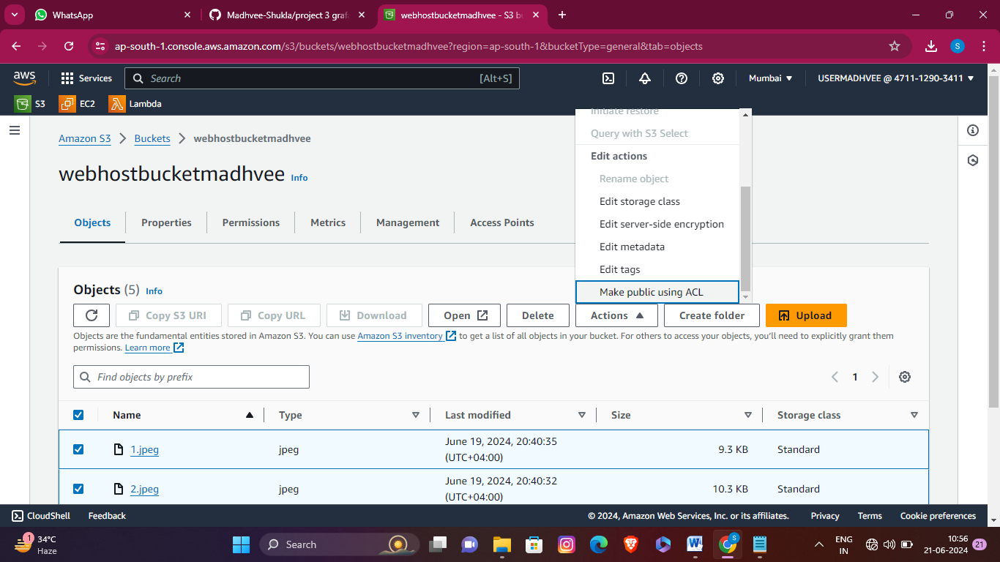 WhatsApp
Madhvee-Shukla/project 3 grafa
webhostbucketmadhvee - S3 bu
ap-south-1.console.aws.amazon.com/s3/buckets/webhostbucketmadhvee?region=ap-south-1&bucketType=general&tab=objects
S
aws
Services
Search
[Alt+S]
Mumbai
USERMADHVEE @ 4711-1290-3411
S3
EC2
Lambda
Amazon S3
Buckets
webhostbucketmadhvee
webhostbucketmadhvee Info
Objects
Properties
Permissions
Metrics
Management
Access Points
Initiate restore
Query with S3 Select
Edit actions
Rename object
Edit storage class
Edit server-side encryption
Edit metadata
Edit tags
Make public using ACL
Objects (5) Info
Copy S3 URI
Copy URL
Download
Open
Delete
Actions
Create folder
Upload
Objects are the fundamental entities stored in Amazon S3. You can use Amazon S3 inventory to get a list of all objects in your bucket. For others to access your objects, you'll need to explicitly grant them
permissions. Learn more
Find objects by prefix
1
Name
Type
Last modified
Size
Storage class
1.jpeg
jpeg
June 19, 2024, 20:40:35
(UTC+04:00)
9.3 KB
Standard
2.jpeg
jpeg
June 19, 2024, 20:40:32
(UTC+04:00)
10.3 KB
Standard
CloudShell
Feedback
© 2024, Amazon Web Services, Inc. or its affiliates.
Privacy
Terms
Cookie preferences
1
34°C
Haze
Search
S
ENG
IN
10:56
21-06-2024
21